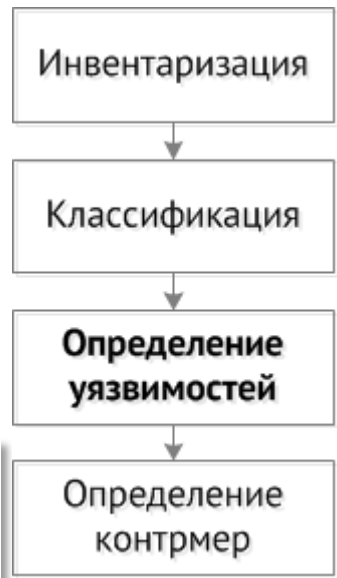 Инвентаризация
Классификация
Определение
уязвимостей
Определение
контрмер